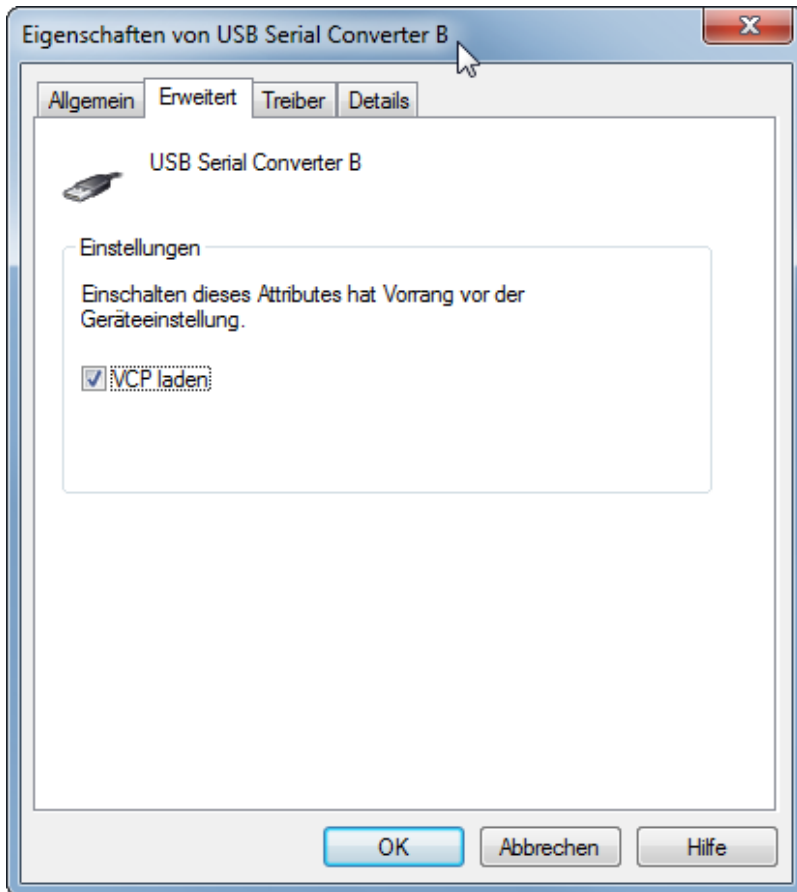 Eigenschaften von USB Serial Converter B
Allgemein Erweitert Treiber Details
USB Serial Converter B
Einstellungen
Einschalten dieses Attributes hat Vorrang vor der
Geräteeinstellung.
VCP laden
OK Abbrechen Hilfe